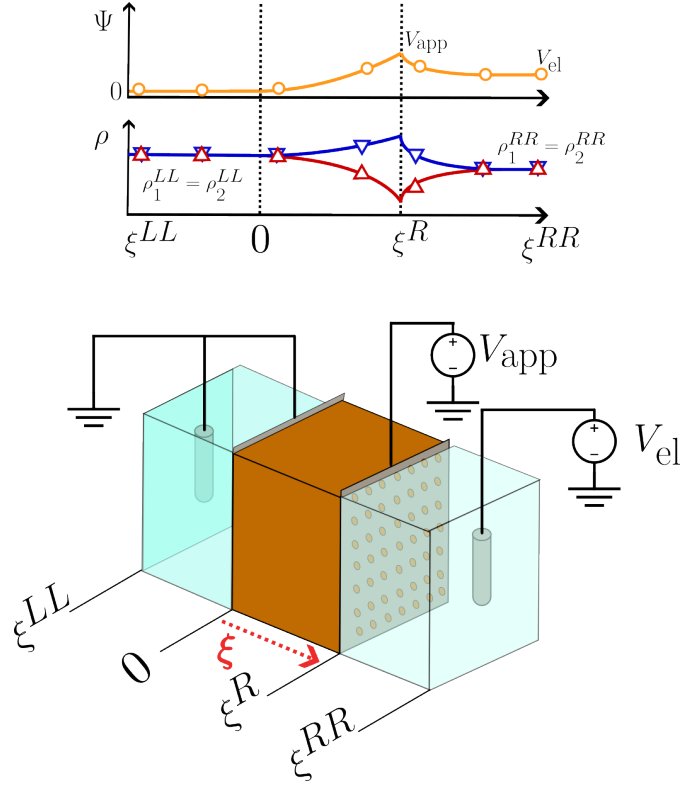 Ψ
V_app
V_el
0
ρ
ρ_1^{RR} = ρ_2^{RR}
ρ_1^{LL} = ρ_2^{LL}
ξ^{LL} 0 ξ^R ξ^{RR}
+
−
V_app
+
−
V_el
ξ^{LL}
0
ξ
ξ^R
ξ^{RR}